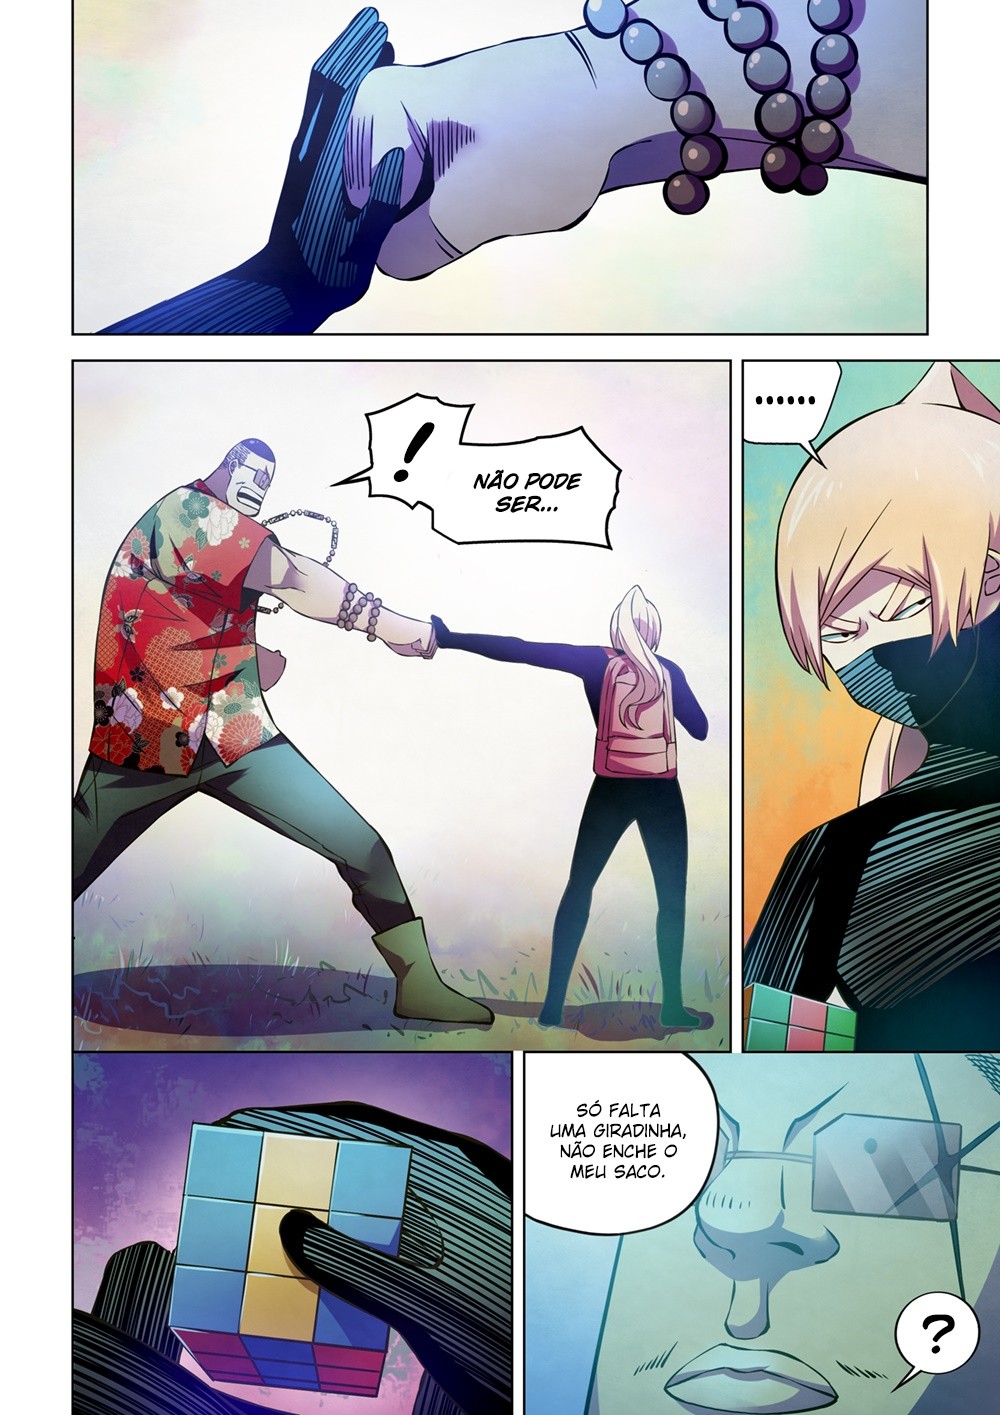 !
NÃO PODE
SER...
......
SÓ FALTA
UMA GIRADINHA,
NÃO ENCHE O
MEU SACO.
?